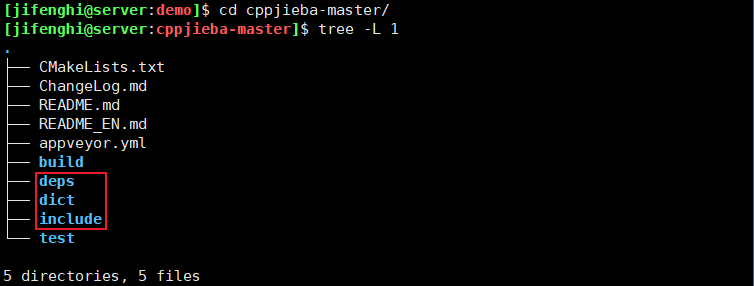 [jifenghi@server:demo]$ cd cppjieba-master/
[jifenghi@server:cppjieba-master]$ tree -L 1
.
├── CMakeLists.txt
├── ChangeLog.md
├── README.md
├── README_EN.md
├── appveyor.yml
├── build
├── deps
├── dict
├── include
└── test
5 directories, 5 files